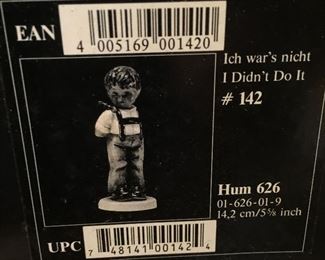 EAN
4 005169 001420
Ich war's nicht
I Didn't Do It
# 142
Hum 626
01-626-01-9
14,2 cm/5⅝ inch
UPC
7 48141 00142 4